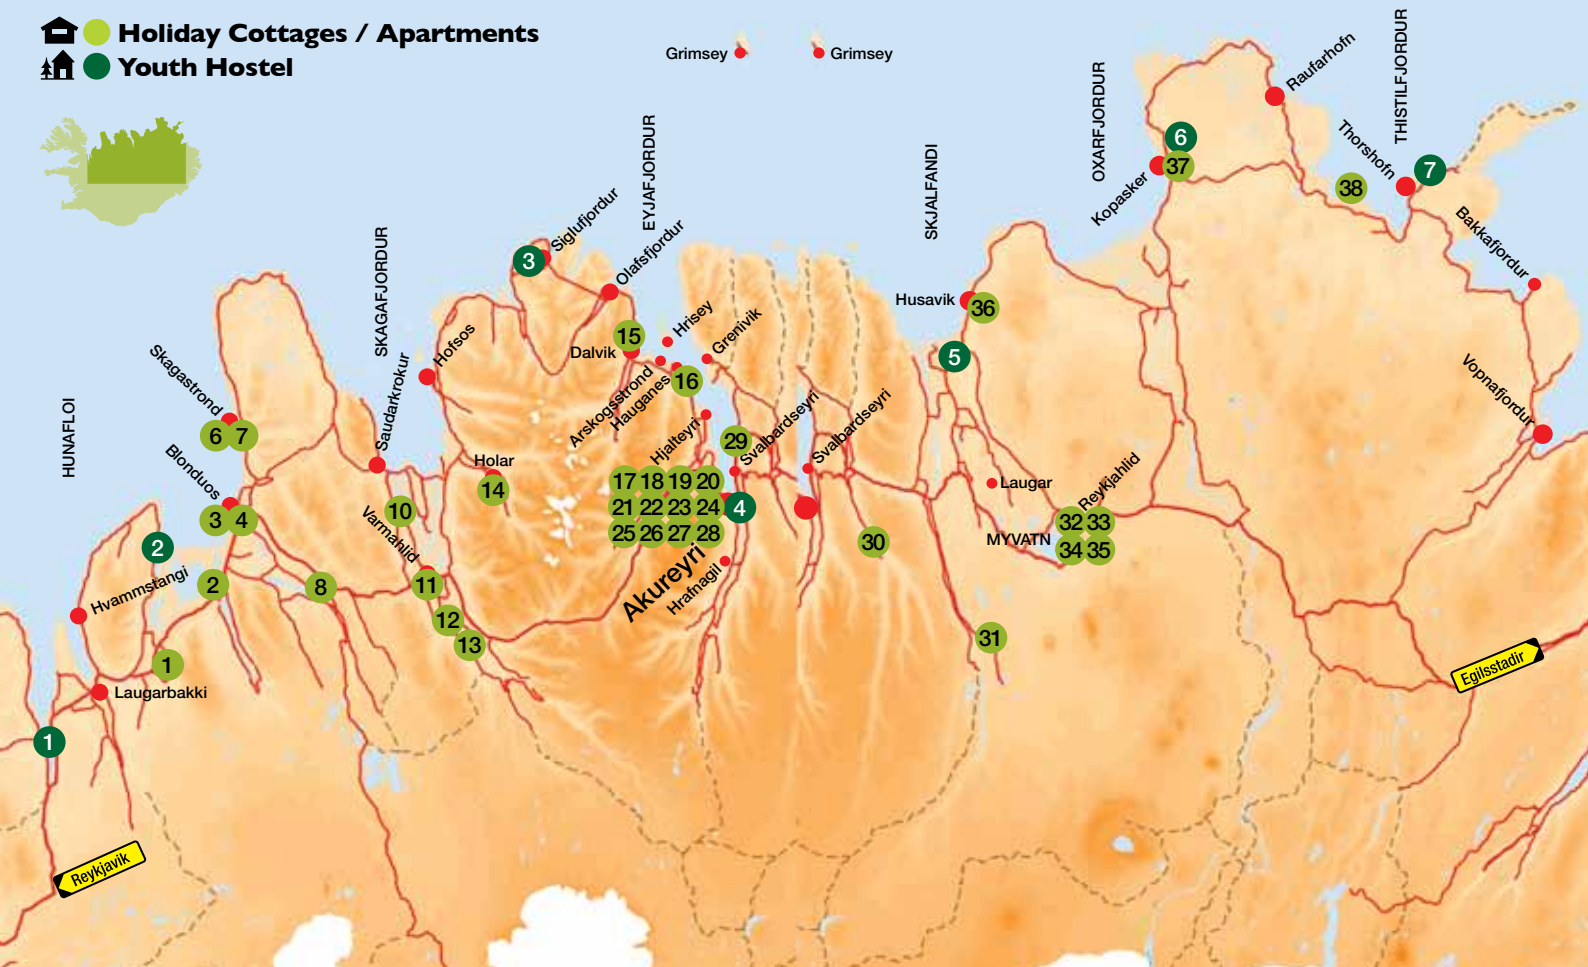 Holiday Cottages / Apartments
Youth Hostel
Grimsey
Grimsey
HUNAFLOI
SKAGAFJORDUR
EYJAFJORDUR
SKJALFANDI
OXARFJORDUR
THISTILFJORDUR
Raufarhofn
Thorshofn
Kopasker
Bakkafjordur
Vopnafjordur
6
37
38
7
Siglufjordur
3
Olafsfjordur
Hofsos
Saudarkrokur
Skagastrond
6
7
Blonduos
3
4
2
Hvammstangi
2
1
Laugarbakki
1
8
10
Varmahlid
11
12
13
Holar
14
15
Dalvik
Hrisey
Grenivik
Arskogsstrond
Hauganes
16
Hjalteyri
29
Svalbardseyri
Svalbardseyri
17
18
19
20
21
22
23
24
4
25
26
27
28
Akureyri
Hrafnagil
30
Husavik
36
5
Laugar
Reykjahlid
MYVATN
32
33
34
35
31
Egilsstadir
Reykjavik